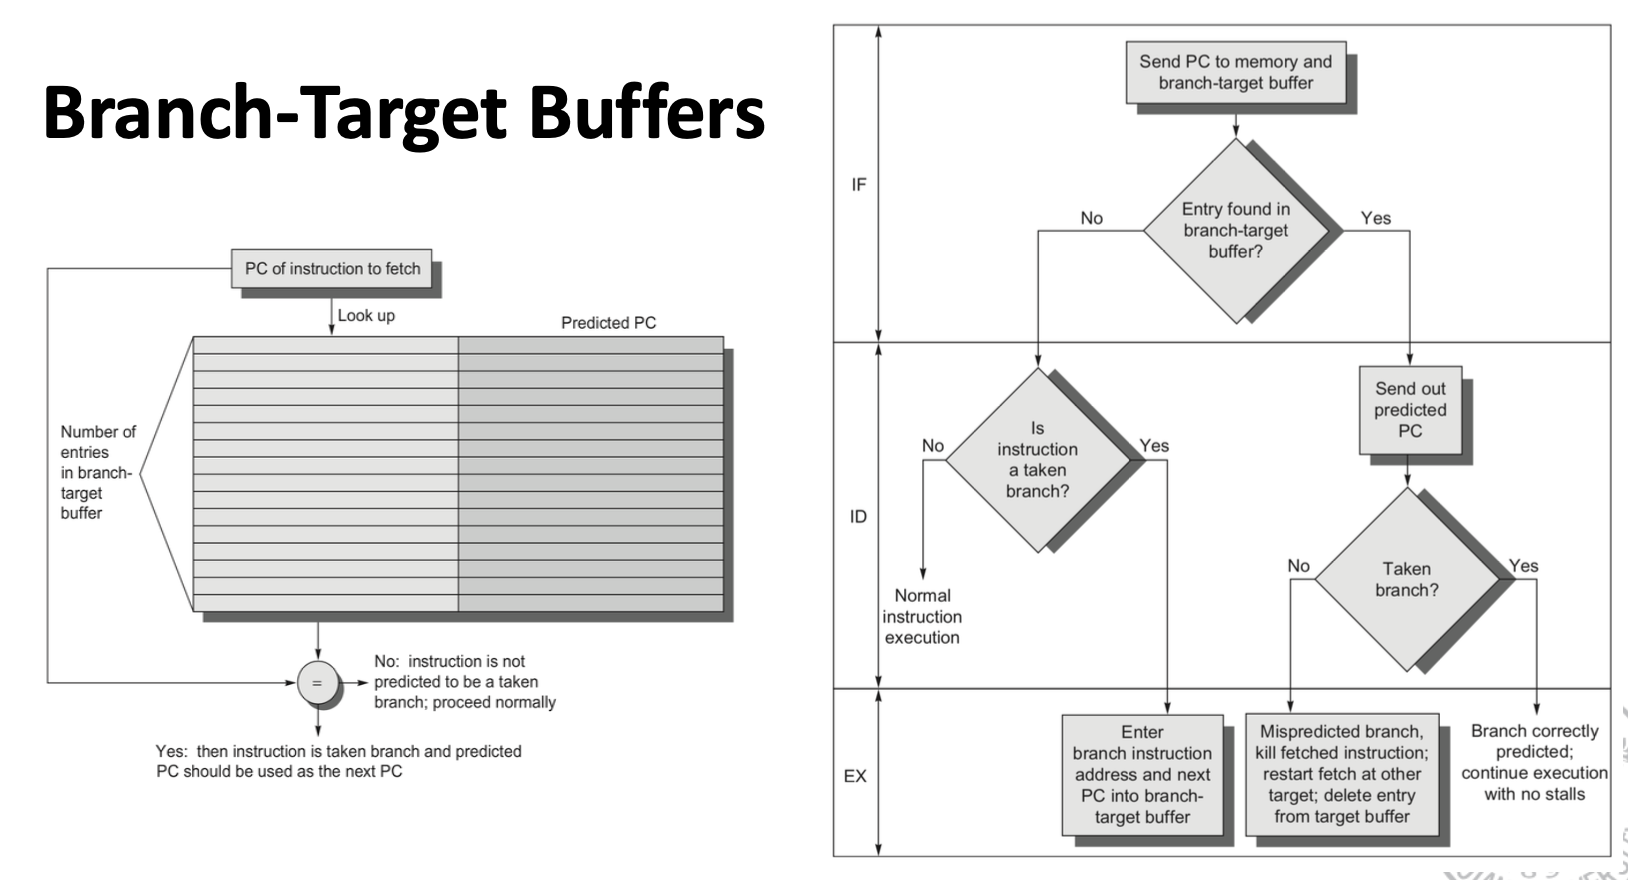 Branch-Target Buffers
PC of instruction to fetch
Look up
Predicted PC
Number of
entries
in branch-
target
buffer
=
No: instruction is not
predicted to be a taken
branch; proceed normally
Yes: then instruction is taken branch and predicted
PC should be used as the next PC
IF
Send PC to memory and
branch-target buffer
Entry found in
branch-target
buffer?
No
Yes
ID
Is
instruction
a taken
branch?
No
Yes
Normal
instruction
execution
Send out
predicted
PC
Taken
branch?
No
Yes
EX
Enter
branch instruction
address and next
PC into branch-
target buffer
Mispredicted branch,
kill fetched instruction;
restart fetch at other
target; delete entry
from target buffer
Branch correctly
predicted;
continue execution
with no stalls